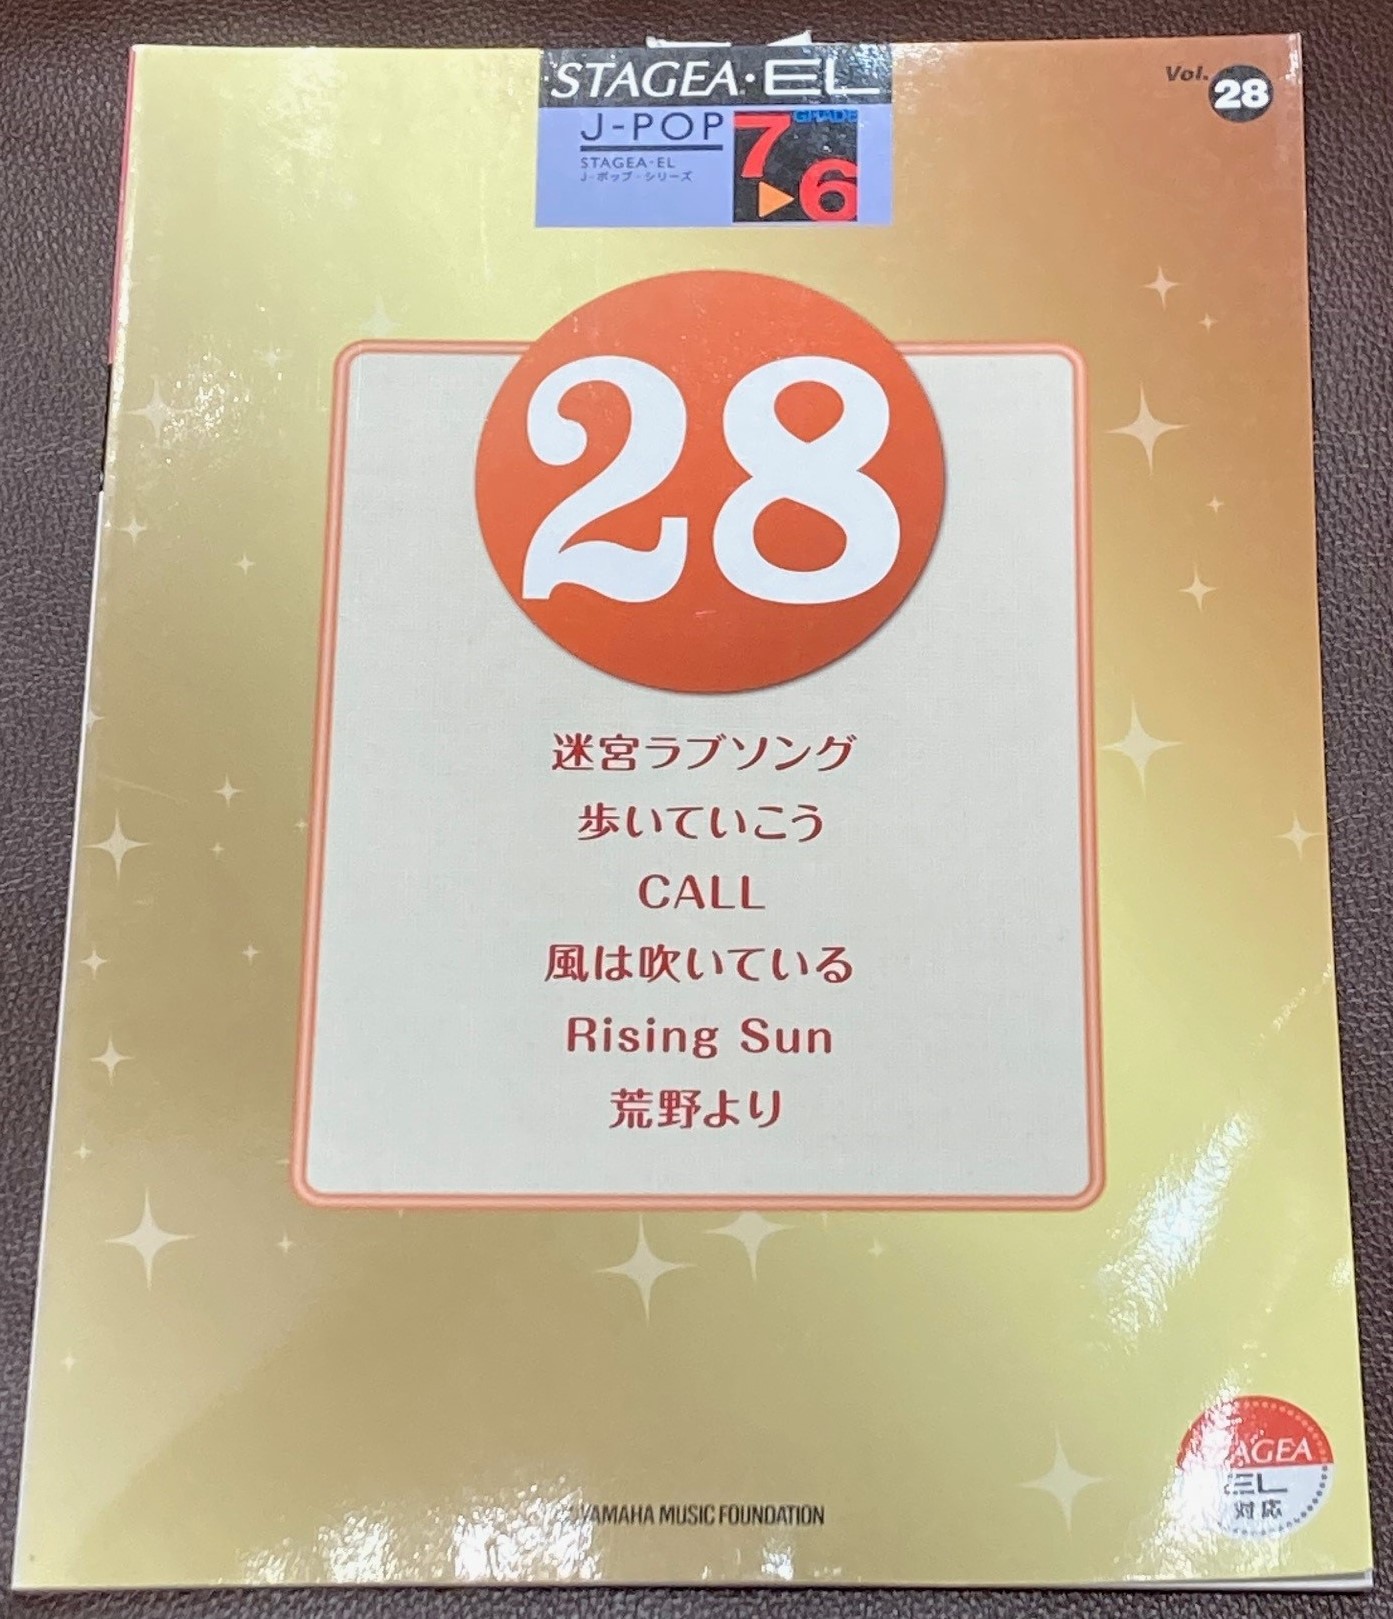 STAGEA・EL
Vol. 28
J-POP
GRADE
7▶6
STAGEA・EL
J-ポップ・シリーズ
28
迷宮ラブソング
歩いていこう
CALL
風は吹いている
Rising Sun
荒野より
STAGEA
EL
対応
YAMAHA MUSIC FOUNDATION